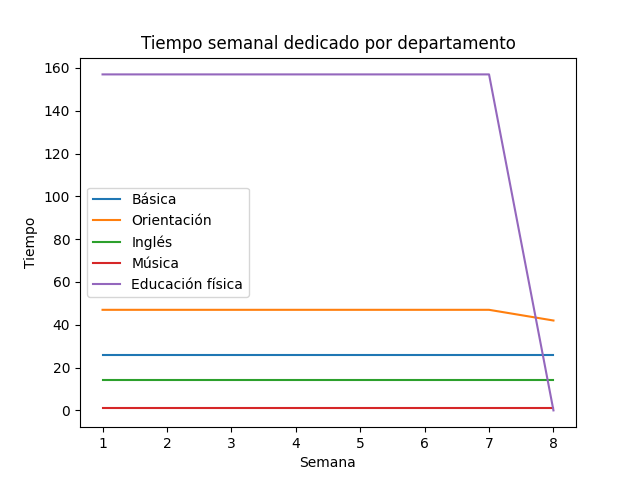 Tiempo semanal dedicado por departamento
160
140
120
100
80
60
40
20
0
Tiempo
Básica
Orientación
Inglés
Música
Educación física
1 2 3 4 5 6 7 8
Semana